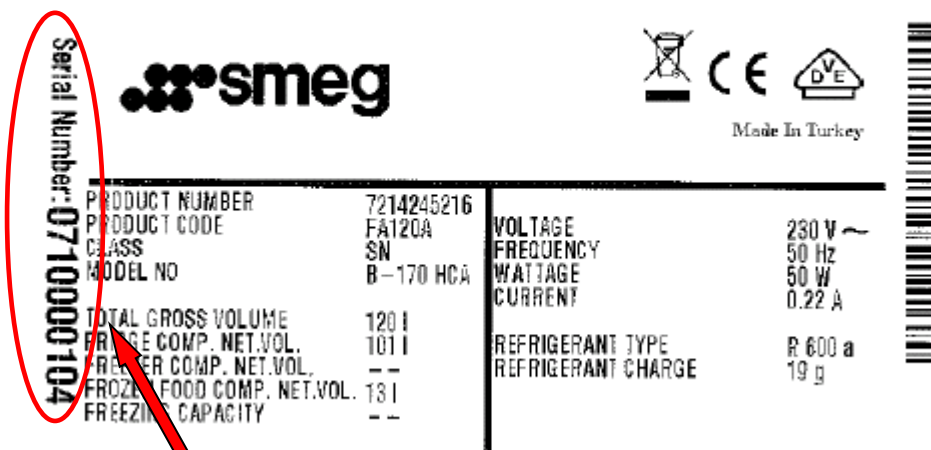 Serial Number:0710000104
smeg
CE
DVE
Made In Turkey
PRODUCT NUMBER 7214245216
PRODUCT CODE FA120A
CLASS SN
MODEL NO B-170 HCA
TOTAL GROSS VOLUME 120 l
FRIDGE COMP. NET.VOL. 101 l
FREEZER COMP. NET.VOL. --
FROZEN FOOD COMP. NET.VOL. 13 l
FREEZING CAPACITY --
VOLTAGE 230 V ~
FREQUENCY 50 Hz
WATTAGE 50 W
CURRENT 0.22 A
REFRIGERANT TYPE R 600 a
REFRIGERANT CHARGE 19 g